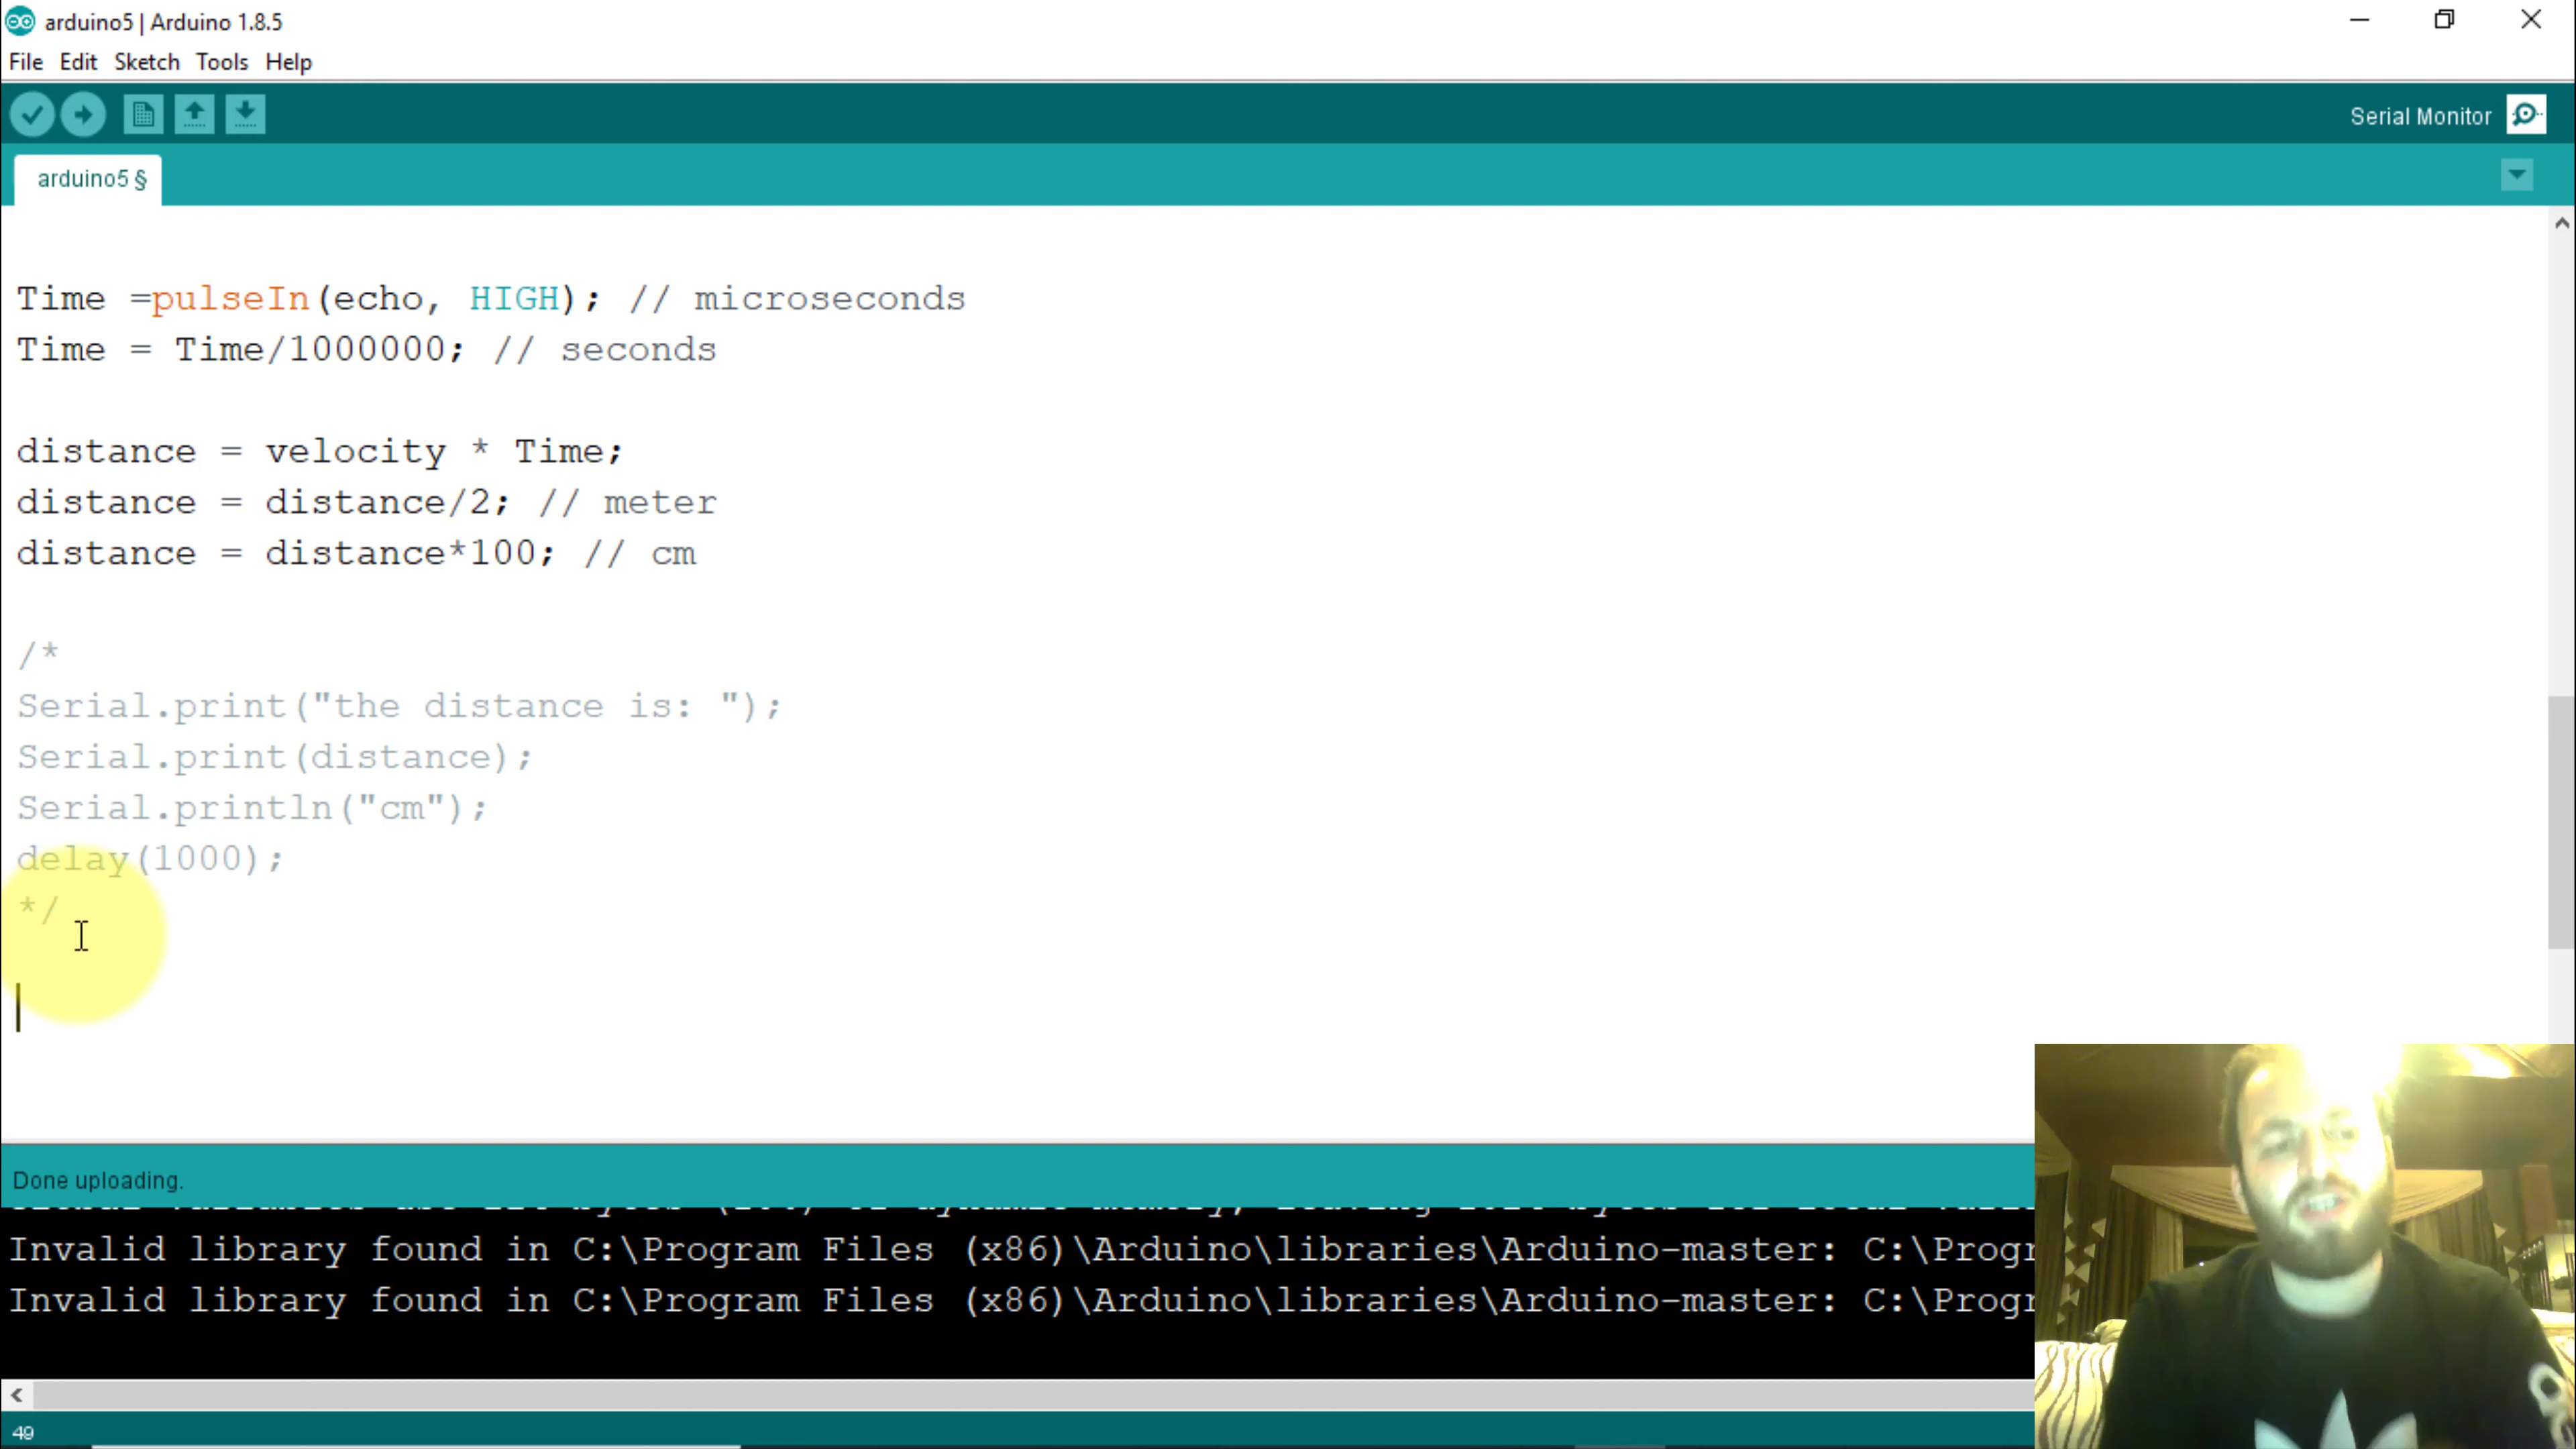 arduino5 | Arduino 1.8.5
File Edit Sketch Tools Help
Serial Monitor
arduino5 §
Time =pulseIn(echo, HIGH); // microseconds
Time = Time/1000000; // seconds
distance = velocity * Time;
distance = distance/2; // meter
distance = distance*100; // cm
/*
Serial.print("the distance is: ");
Serial.print(distance);
Serial.println("cm");
delay(1000);
*/
Done uploading.
Invalid library found in C:\Program Files (x86)\Arduino\libraries\Arduino-master: C:\Progr
Invalid library found in C:\Program Files (x86)\Arduino\libraries\Arduino-master: C:\Progr
49